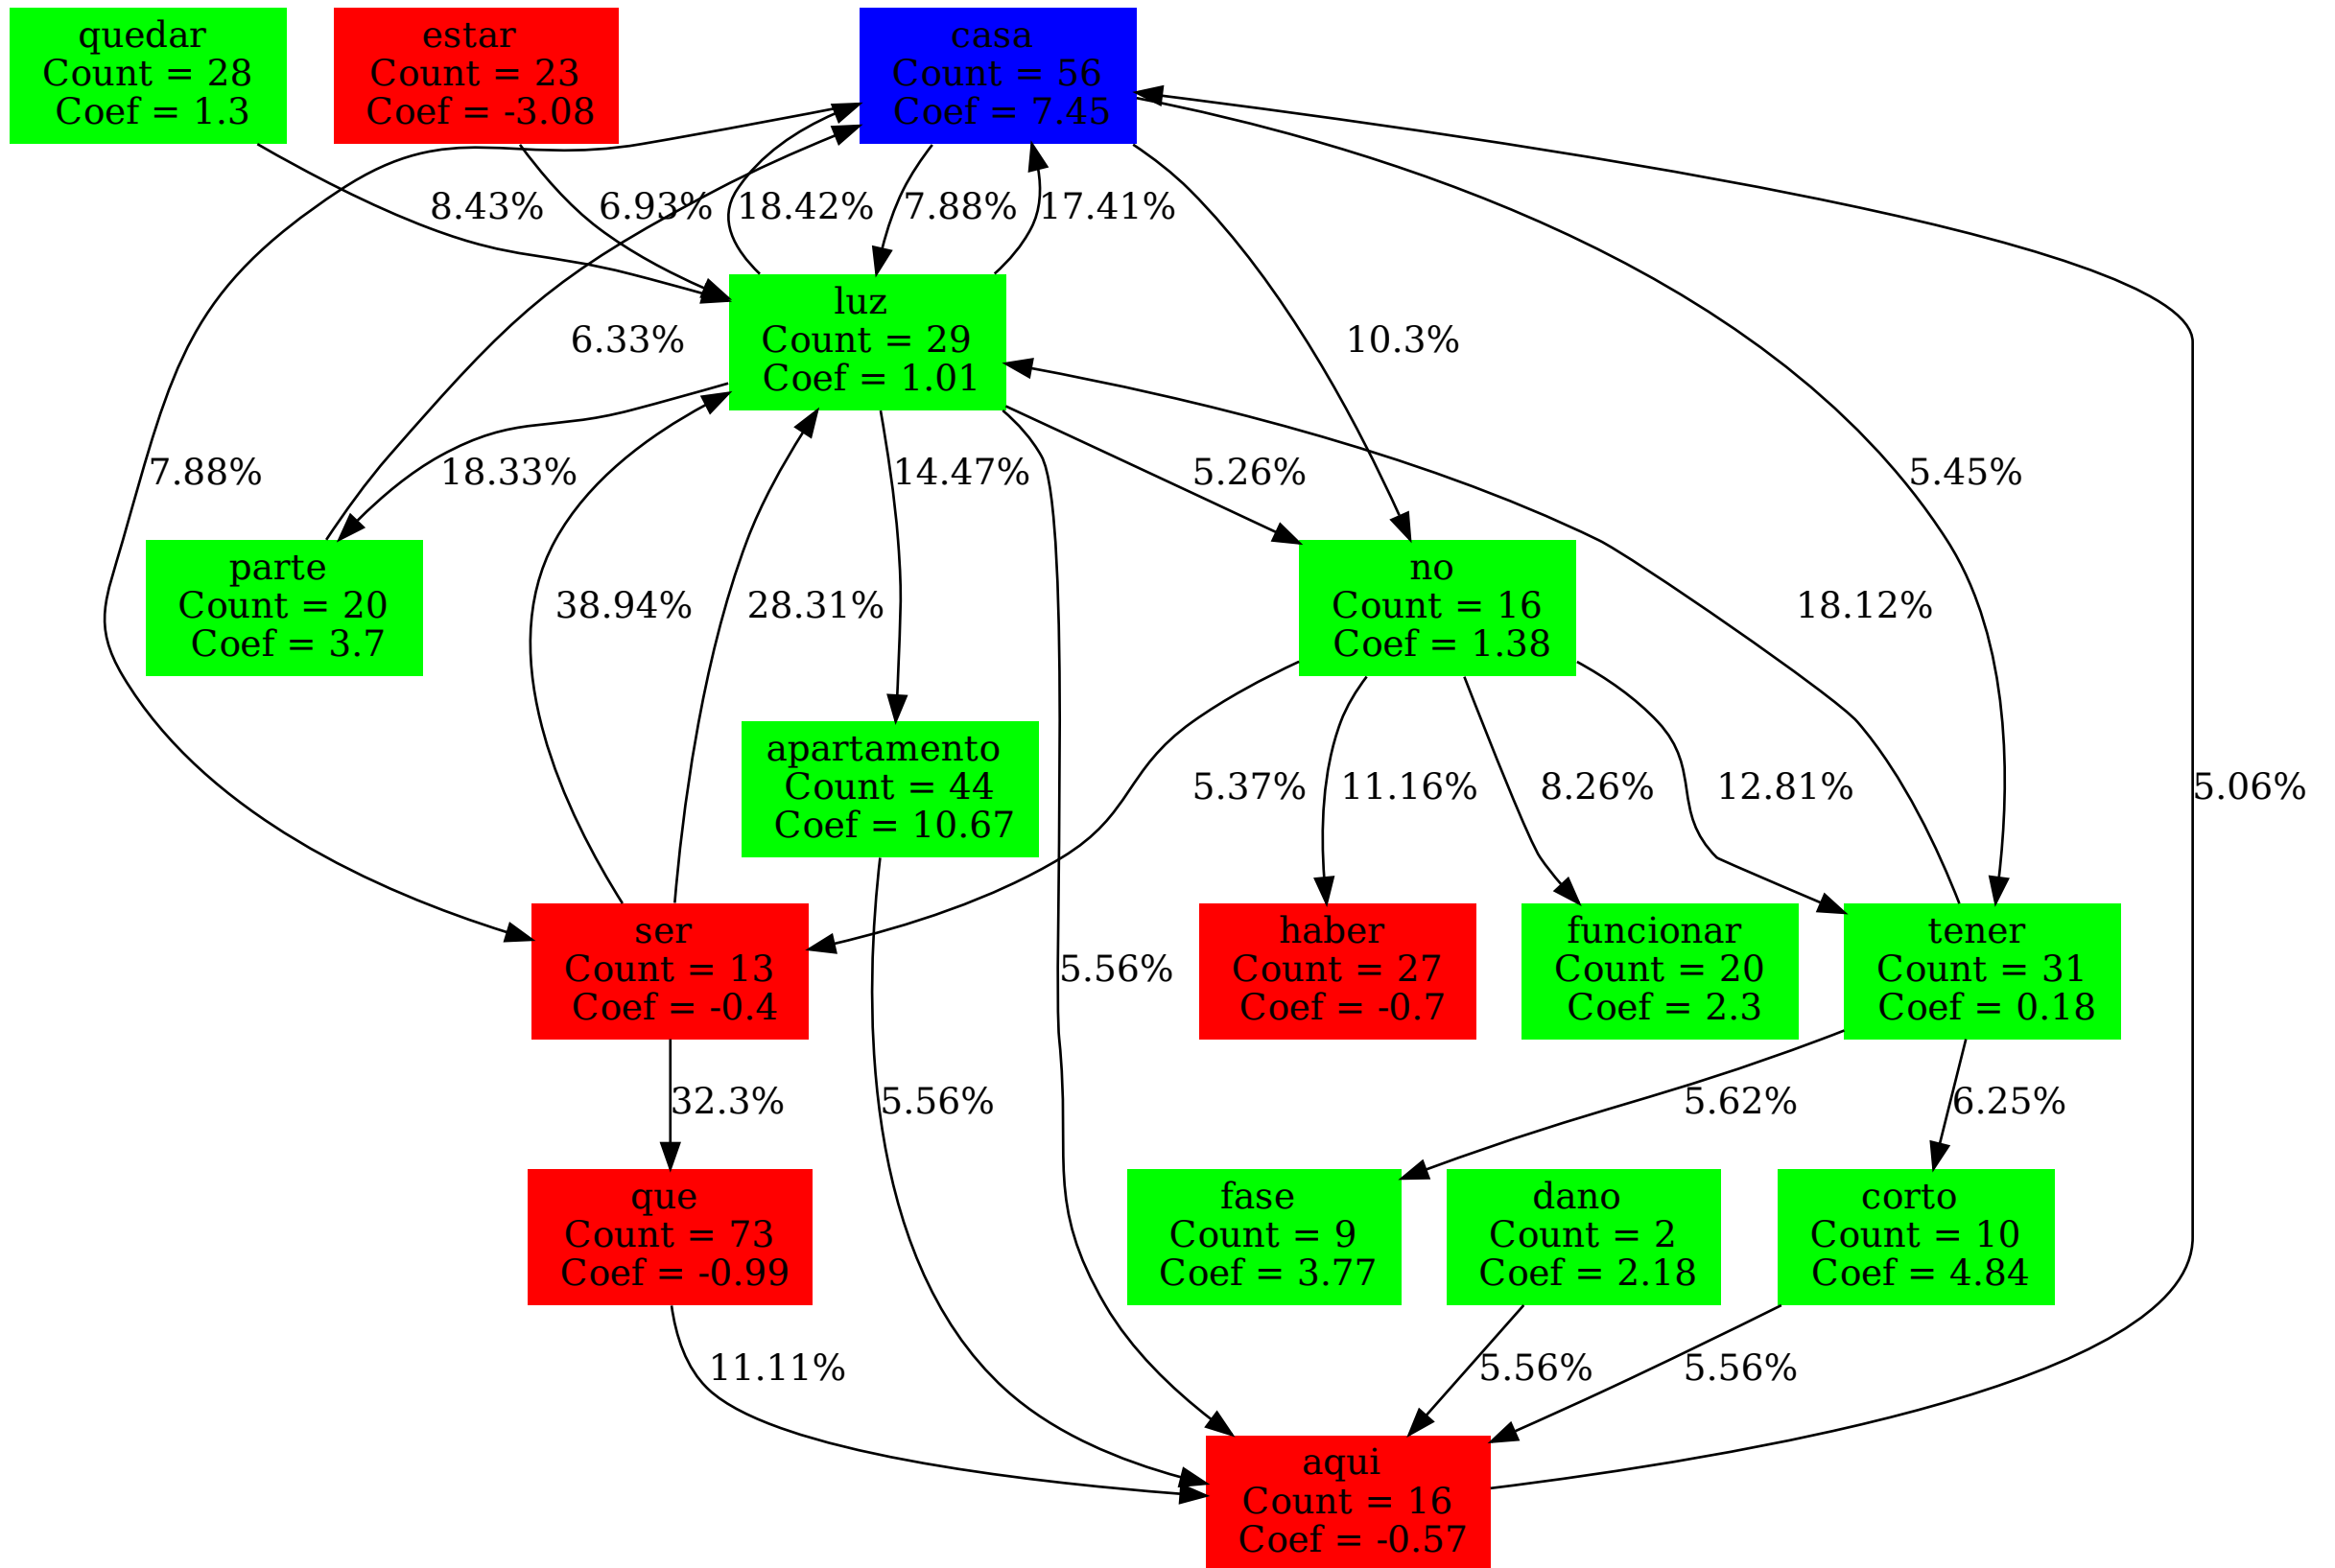 quedar
Count = 28
Coef = 1.3
estar
Count = 23
Coef = -3.08
casa
Count = 56
Coef = 7.45
8.43%
6.93%
18.42%
7.88%
17.41%
luz
Count = 29
Coef = 1.01
6.33%
10.3%
7.88%
18.33%
14.47%
5.26%
5.45%
parte
Count = 20
Coef = 3.7
38.94%
28.31%
no
Count = 16
Coef = 1.38
18.12%
apartamento
Count = 44
Coef = 10.67
5.37%
11.16%
8.26%
12.81%
5.06%
ser
Count = 13
Coef = -0.4
5.56%
haber
Count = 27
Coef = -0.7
funcionar
Count = 20
Coef = 2.3
tener
Count = 31
Coef = 0.18
32.3%
5.56%
5.62%
6.25%
que
Count = 73
Coef = -0.99
fase
Count = 9
Coef = 3.77
dano
Count = 2
Coef = 2.18
corto
Count = 10
Coef = 4.84
11.11%
5.56%
5.56%
aqui
Count = 16
Coef = -0.57